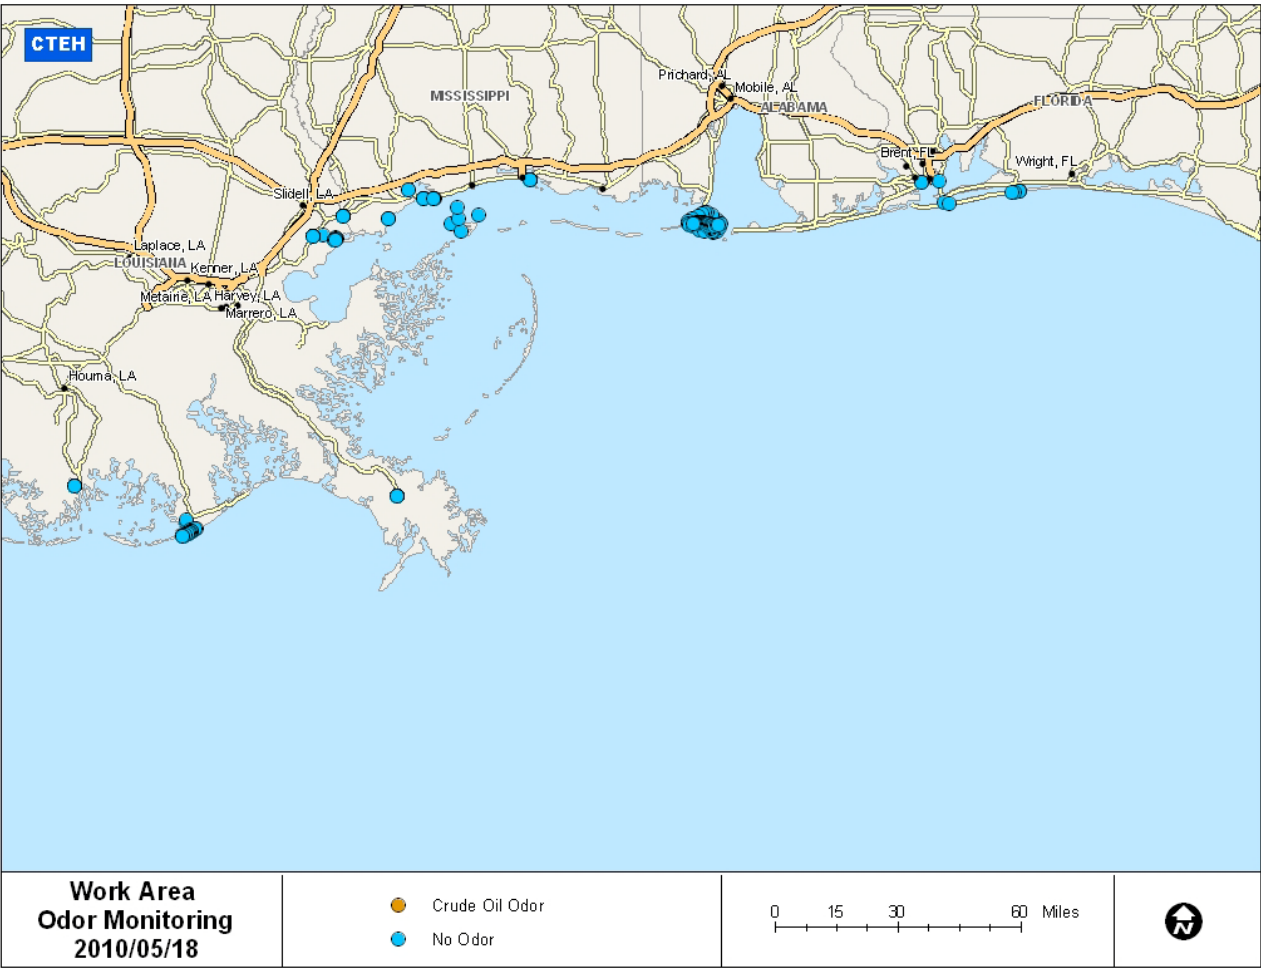 CTEH
Prichard, AL
Mobile, AL
MISSISSIPPI
ALABAMA
FLORIDA
Brent, FL
Wright, FL
Slidell, LA
Laplace, LA
LOUISIANA
Kenner, LA
Metairie, LA
Harvey, LA
Marrero, LA
Houma, LA
Work Area
Odor Monitoring
2010/05/18
Crude Oil Odor
No Odor
0 15 30 60 Miles
N